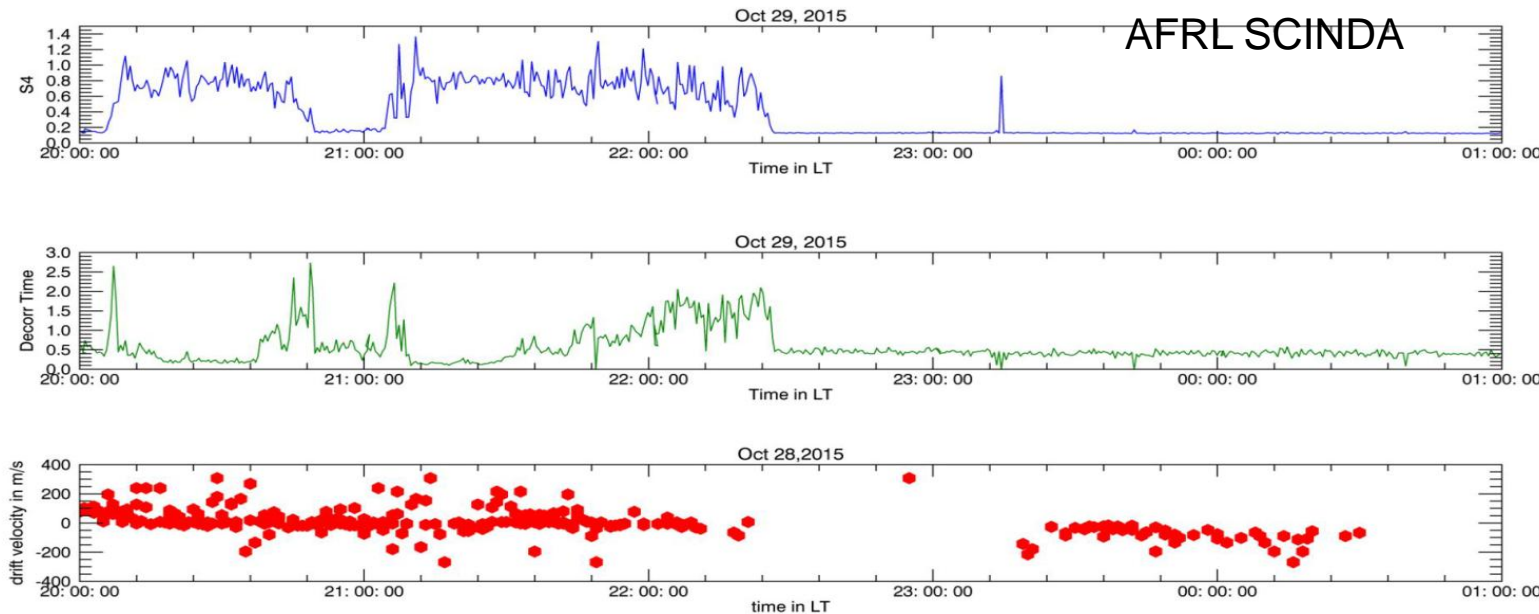 Oct 29, 2015
AFRL SCINDA
S4
1.4
1.2
1.0
0.8
0.6
0.4
0.2
0.0
20:00:00 21:00:00 22:00:00 23:00:00 00:00:00 01:00:00
Time in LT
Oct 29, 2015
Decorr Time
3.0
2.5
2.0
1.5
1.0
0.5
0.0
20:00:00 21:00:00 22:00:00 23:00:00 00:00:00 01:00:00
Time in LT
Oct 28,2015
drift velocity in m/s
400
200
0
-200
-400
20:00:00 21:00:00 22:00:00 23:00:00 00:00:00 01:00:00
time in LT